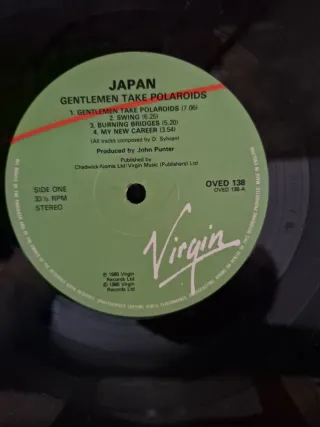 JAPAN
GENTLEMEN TAKE POLAROIDS
1. GENTLEMEN TAKE POLAROIDS (7.06)
2. SWING (6.25)
3. BURNING BRIDGES (5.20)
4. MY NEW CAREER (3.54)
(All tracks composed by D. Sylvian)
Produced by John Punter
Published by
Chadwick-Nomis Ltd/Virgin Music (Publishers) Ltd
SIDE ONE
33⅓ RPM
STEREO
OVED 138
OVED 138-A
Virgin
℗ 1980 Virgin
Records Ltd
© 1980 Virgin
Records Ltd